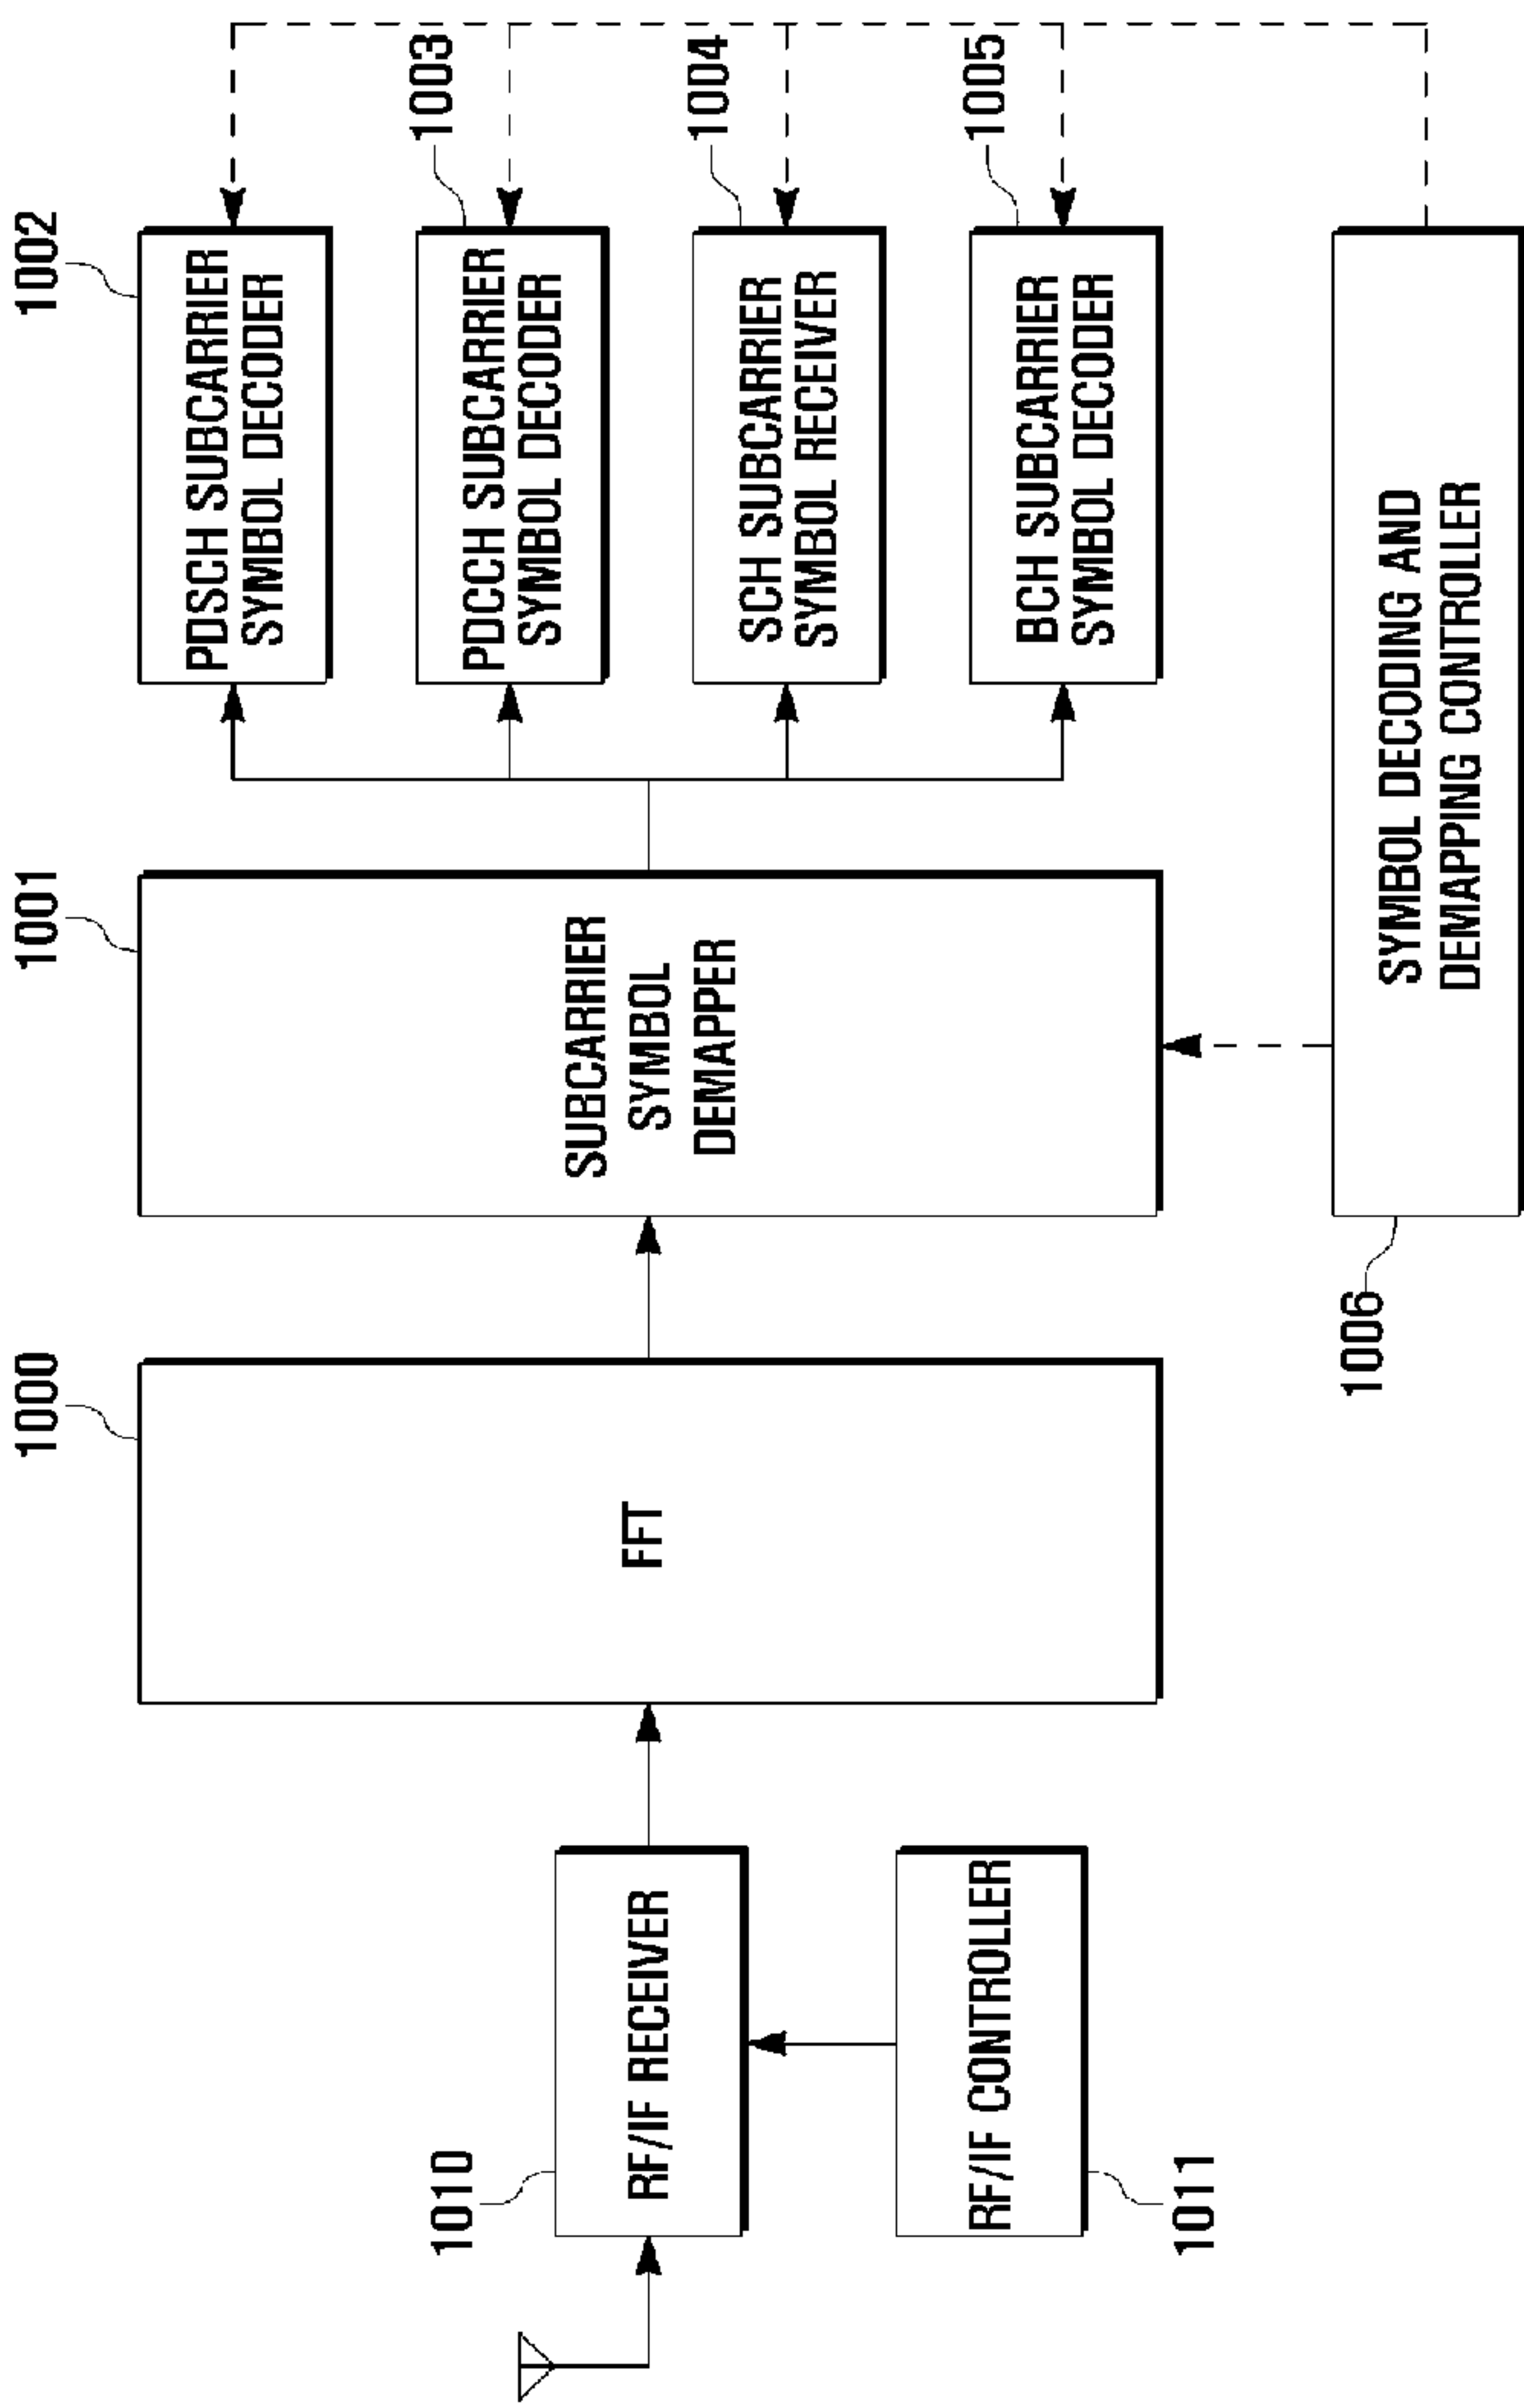 1000
1001
1002
PDSCH SUBCARRIER
SYMBOL DECODER
1003
PDCCH SUBCARRIER
SYMBOL DECODER
1010
RF/IF RECEIVER
FFT
SUBCARRIER
SYMBOL
DEMAPPER
1004
SCH SUBCARRIER
SYMBOL RECEIVER
RF/IF CONTROLLER
1011
1005
BCH SUBCARRIER
SYMBOL DECODER
1006
SYMBOL DECODING AND
DEMAPPING CONTROLLER